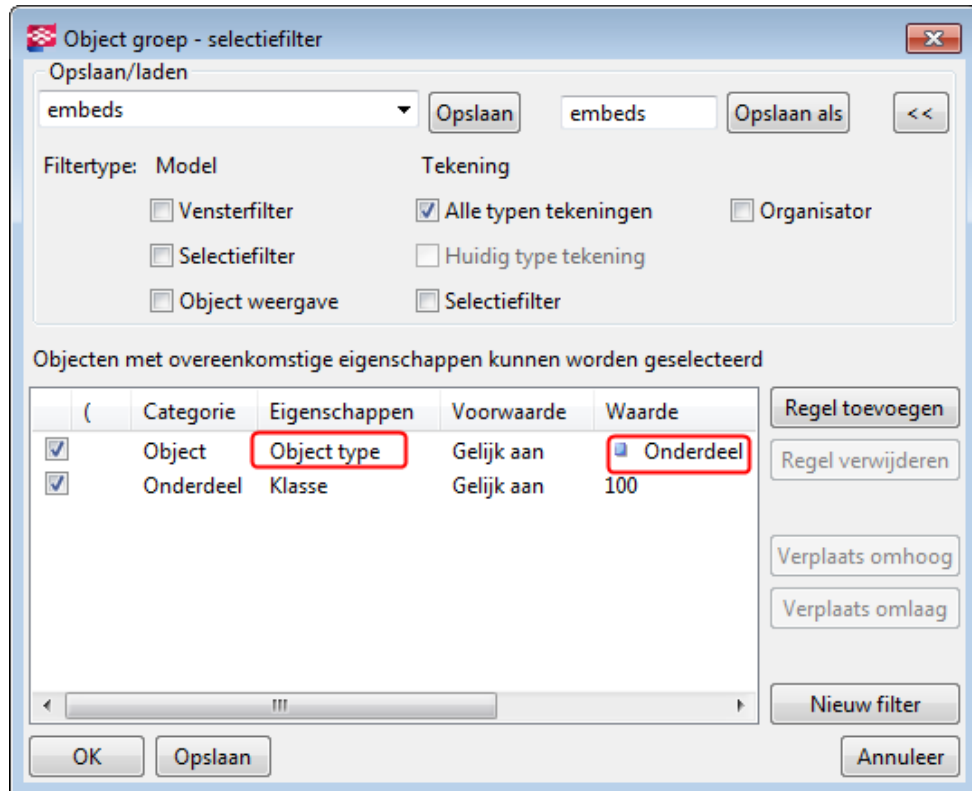 Object groep - selectiefilter
Opslaan/laden
embeds Opslaan embeds Opslaan als <<
Filtertype: Model Tekening
Vensterfilter Alle typen tekeningen Organisator
Selectiefilter Huidig type tekening
Object weergave Selectiefilter
Objecten met overeenkomstige eigenschappen kunnen worden geselecteerd
( Categorie Eigenschappen Voorwaarde Waarde Regel toevoegen
Object Object type Gelijk aan Onderdeel Regel verwijderen
Onderdeel Klasse Gelijk aan 100
Verplaats omhoog
Verplaats omlaag
Nieuw filter
OK Opslaan Annuleer